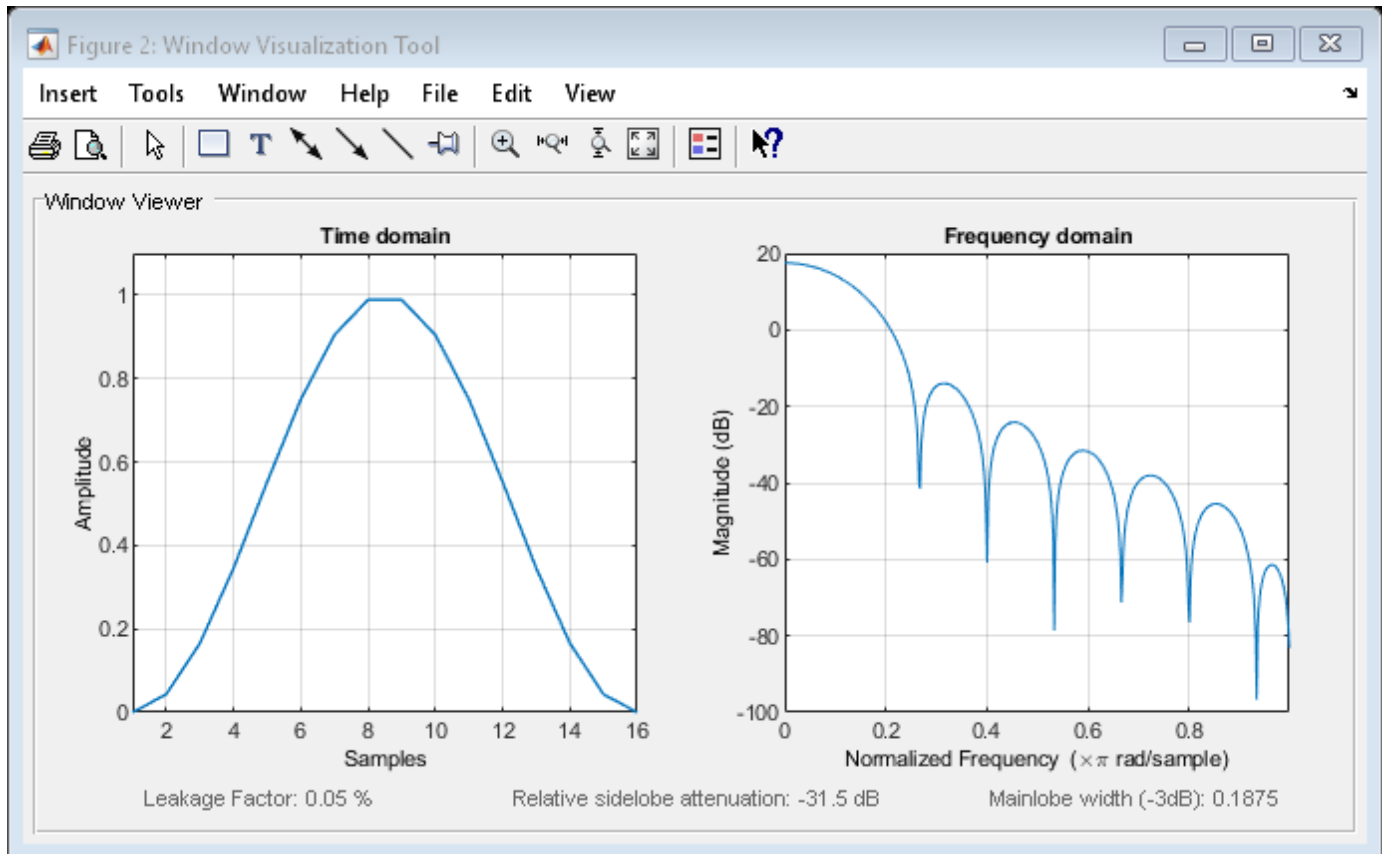 Figure 2: Window Visualization Tool
Insert Tools Window Help File Edit View
T
Window Viewer
Time domain
1
0.8
0.6
0.4
0.2
0
2 4 6 8 10 12 14 16
Amplitude
Samples
Frequency domain
20
0
-20
-40
-60
-80
-100
0 0.2 0.4 0.6 0.8
Magnitude (dB)
Normalized Frequency (×π rad/sample)
Leakage Factor: 0.05 % Relative sidelobe attenuation: -31.5 dB Mainlobe width (-3dB): 0.1875